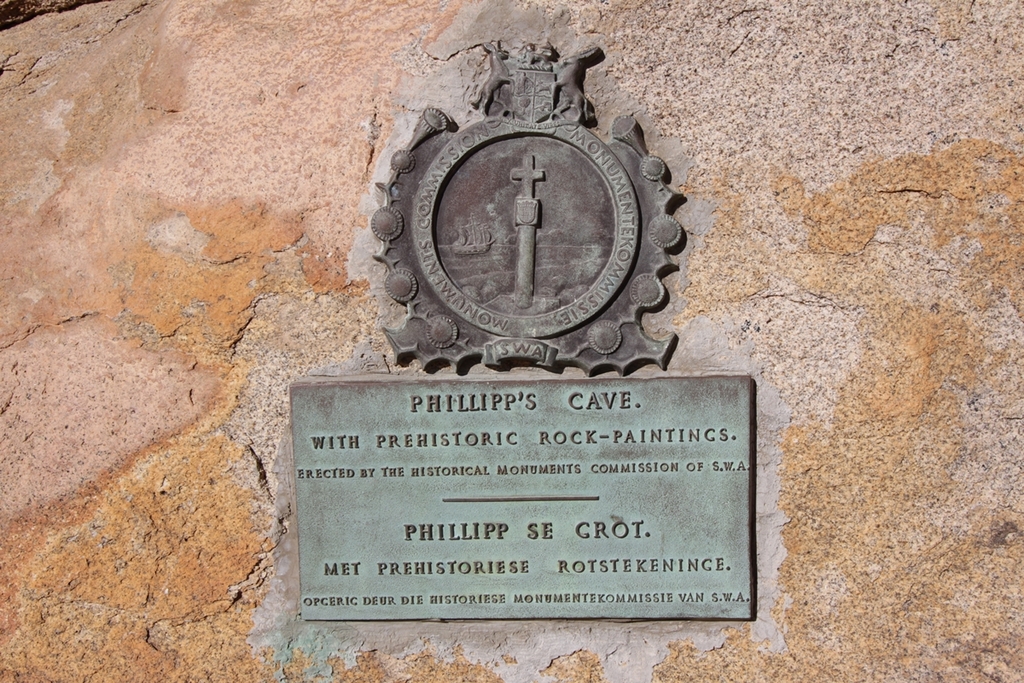 MONUMENTS COMMISSION
MONUMENTEKOMMISSIE
SWA
PHILLIPP'S CAVE.
WITH PREHISTORIC ROCK-PAINTINGS.
ERECTED BY THE HISTORICAL MONUMENTS COMMISSION OF S.W.A.
PHILLIPP SE GROT.
MET PREHISTORIESE ROTSTEKENINGE.
OPGERIG DEUR DIE HISTORIESE MONUMENTEKOMMISSIE VAN S.W.A.